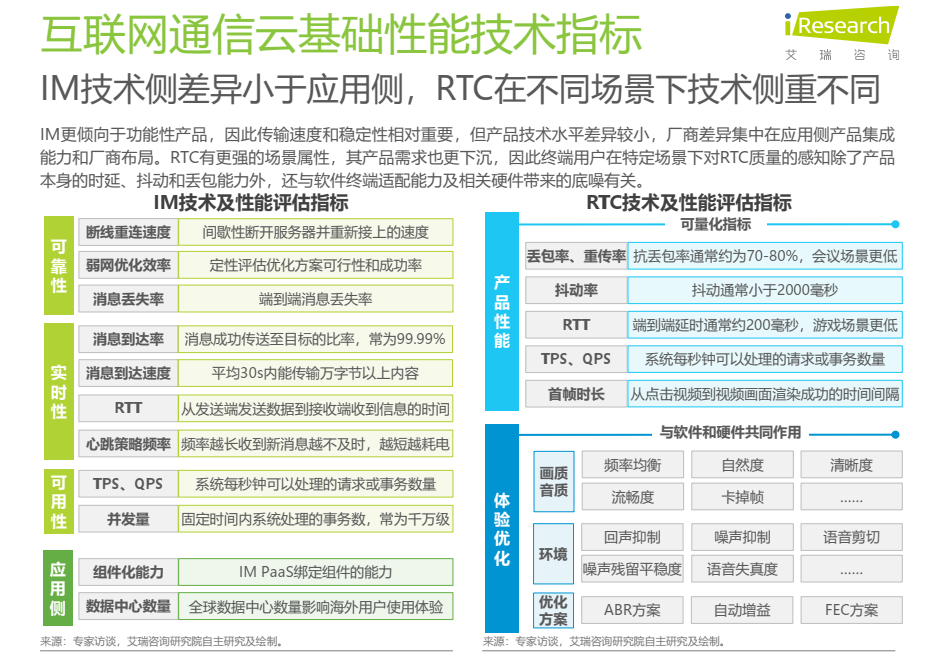 互联网通信云基础性能技术指标
iResearch
艾 瑞 咨 询
IM技术侧差异小于应用侧，RTC在不同场景下技术侧重不同
IM更倾向于功能性产品，因此传输速度和稳定性相对重要，但产品技术水平差异较小，厂商差异集中在应用侧产品集成
能力和厂商布局。RTC有更强的场景属性，其产品需求也更下沉，因此终端用户在特定场景下对RTC质量的感知除了产品
本身的时延、抖动和丢包能力外，还与软件终端适配能力及相关硬件带来的底噪有关。
IM技术及性能评估指标
可靠性
断线重连速度 间歇性断开服务器并重新接上的速度
弱网优化效率 定性评估优化方案可行性和成功率
消息丢失率 端到端消息丢失率
实时性
消息到达率 消息成功传送至目标的比率，常为99.99%
消息到达速度 平均30s内能传输万字节以上内容
RTT 从发送端发送数据到接收端收到信息的时间
心跳策略频率 频率越长收到新消息越不及时，越短越耗电
可用性
TPS、QPS 系统每秒钟可以处理的请求或事务数量
并发量 固定时间内系统处理的事务数，常为千万级
应用侧
组件化能力 IM PaaS绑定组件的能力
数据中心数量 全球数据中心数量影响海外用户使用体验
来源：专家访谈，艾瑞咨询研究院自主研究及绘制。
RTC技术及性能评估指标
产品性能
可量化指标
丢包率、重传率 抗丢包率通常约为70-80%，会议场景更低
抖动率 抖动通常小于2000毫秒
RTT 端到端延时通常约200毫秒，游戏场景更低
TPS、QPS 系统每秒钟可以处理的请求或事务数量
首帧时长 从点击视频到视频画面渲染成功的时间间隔
体验优化
与软件和硬件共同作用
画质
音质
频率均衡 自然度 清晰度
流畅度 卡掉帧 ......
环境
回声抑制 噪声抑制 语音剪切
噪声残留平稳度 语音失真度 ......
优化
方案
ABR方案 自动增益 FEC方案
来源：专家访谈，艾瑞咨询研究院自主研究及绘制。